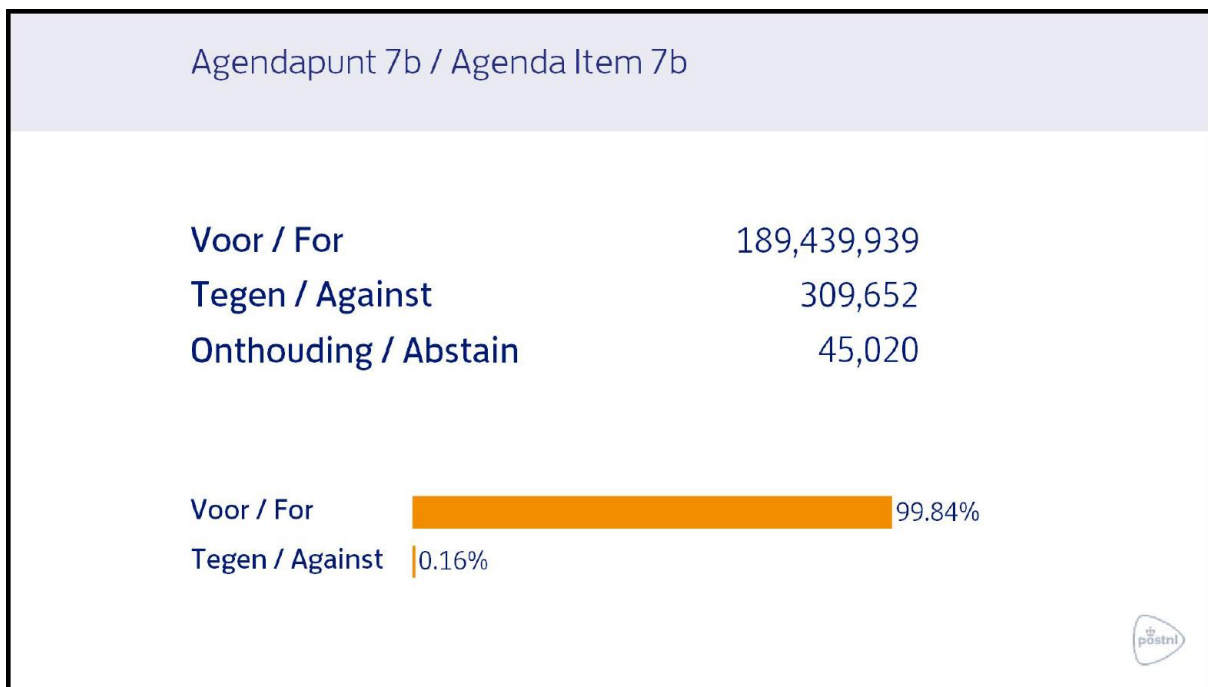 Agendapunt 7b / Agenda Item 7b
Voor / For 189,439,939
Tegen / Against 309,652
Onthouding / Abstain 45,020
Voor / For 99.84%
Tegen / Against 0.16%
postnl